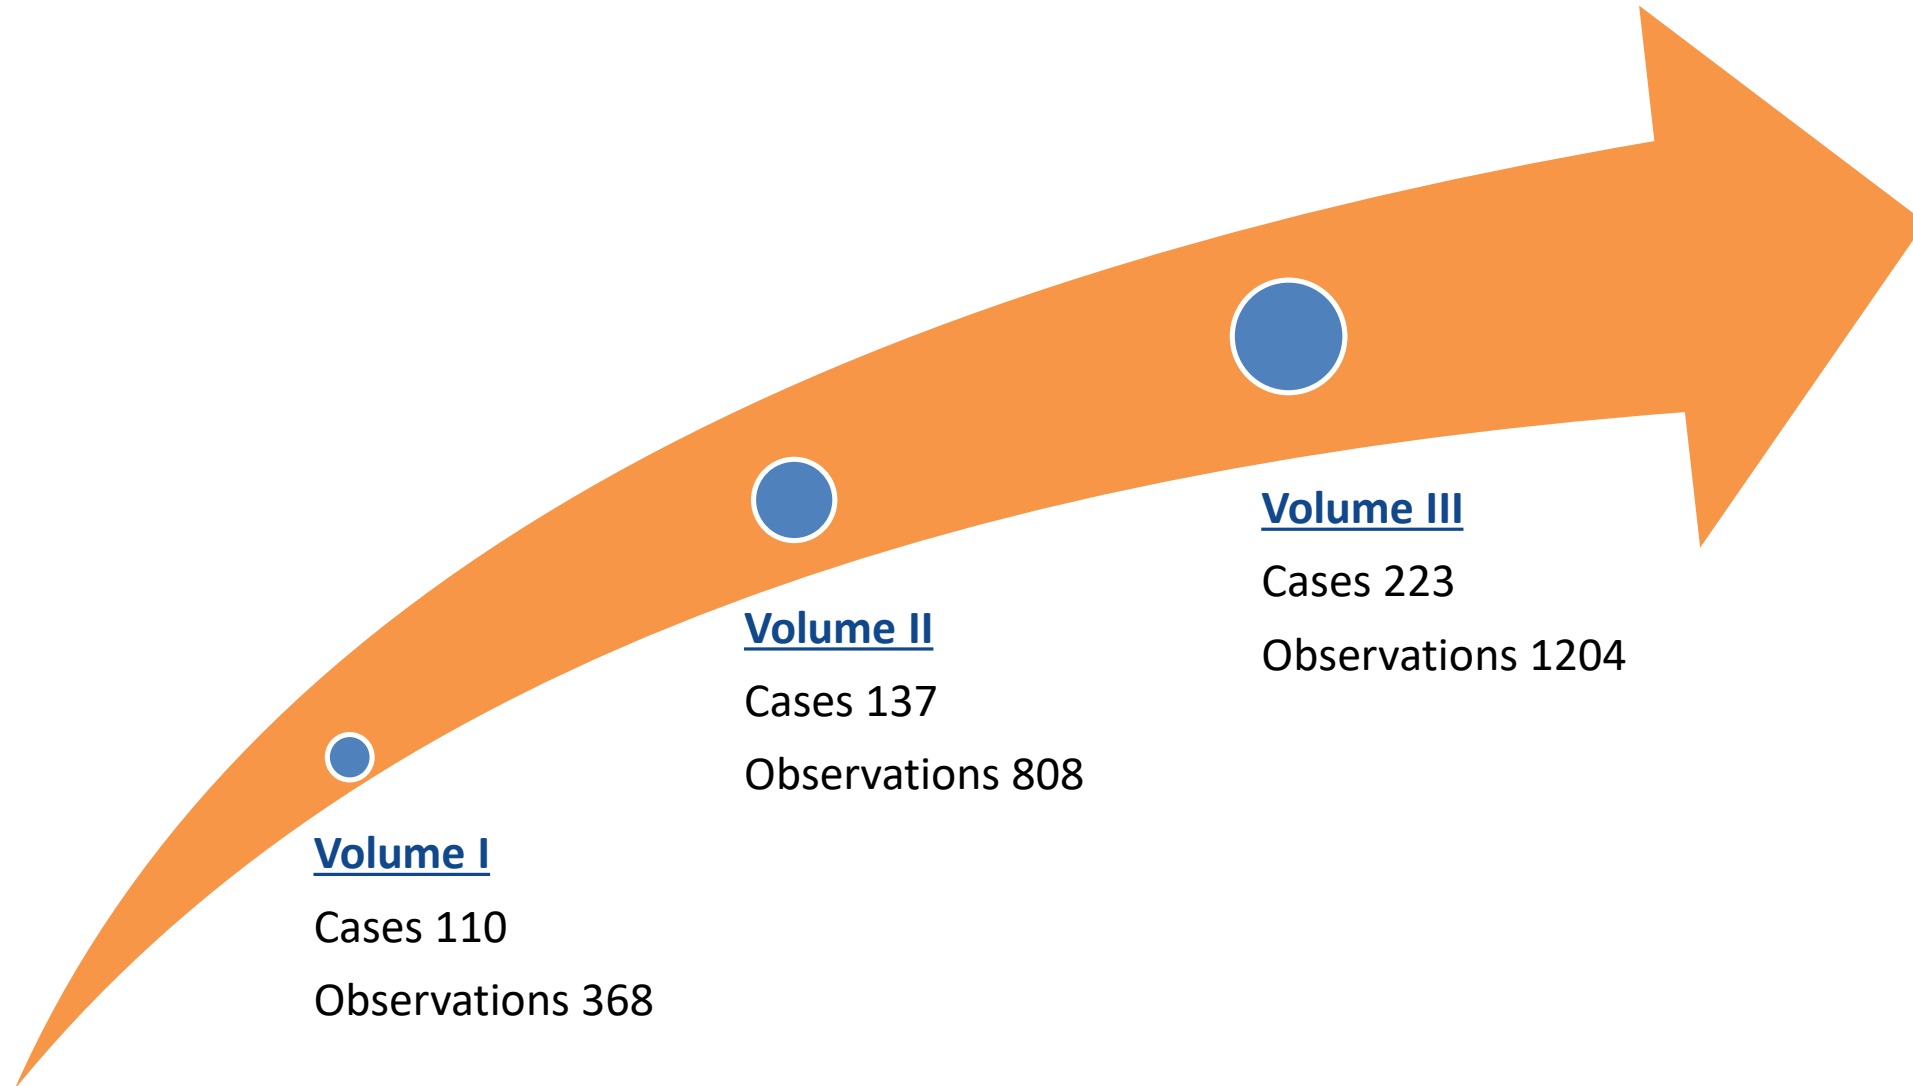 Volume I
Cases 110
Observations 368
Volume II
Cases 137
Observations 808
Volume III
Cases 223
Observations 1204